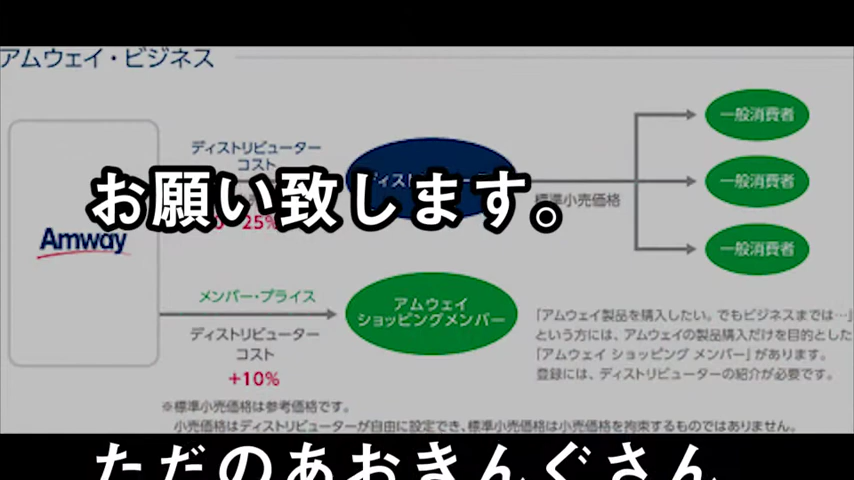 アムウェイ・ビジネス
ディストリビューター
コスト
お願い致します。
25%
標準小売価格
一般消費者
一般消費者
一般消費者
Amway
メンバー・プライス
ディストリビューター
コスト
+10%
アムウェイ
ショッピングメンバー
「アムウェイ製品を購入したい。でもビジネスまでは…」
という方には、アムウェイの製品購入だけを目的とした
「アムウェイ ショッピング メンバー」があります。
登録には、ディストリビューターの紹介が必要です。
※標準小売価格は参考価格です。
小売価格はディストリビューターが自由に設定でき、標準小売価格は小売価格を拘束するものではありません。
ただのあおきんぐさん